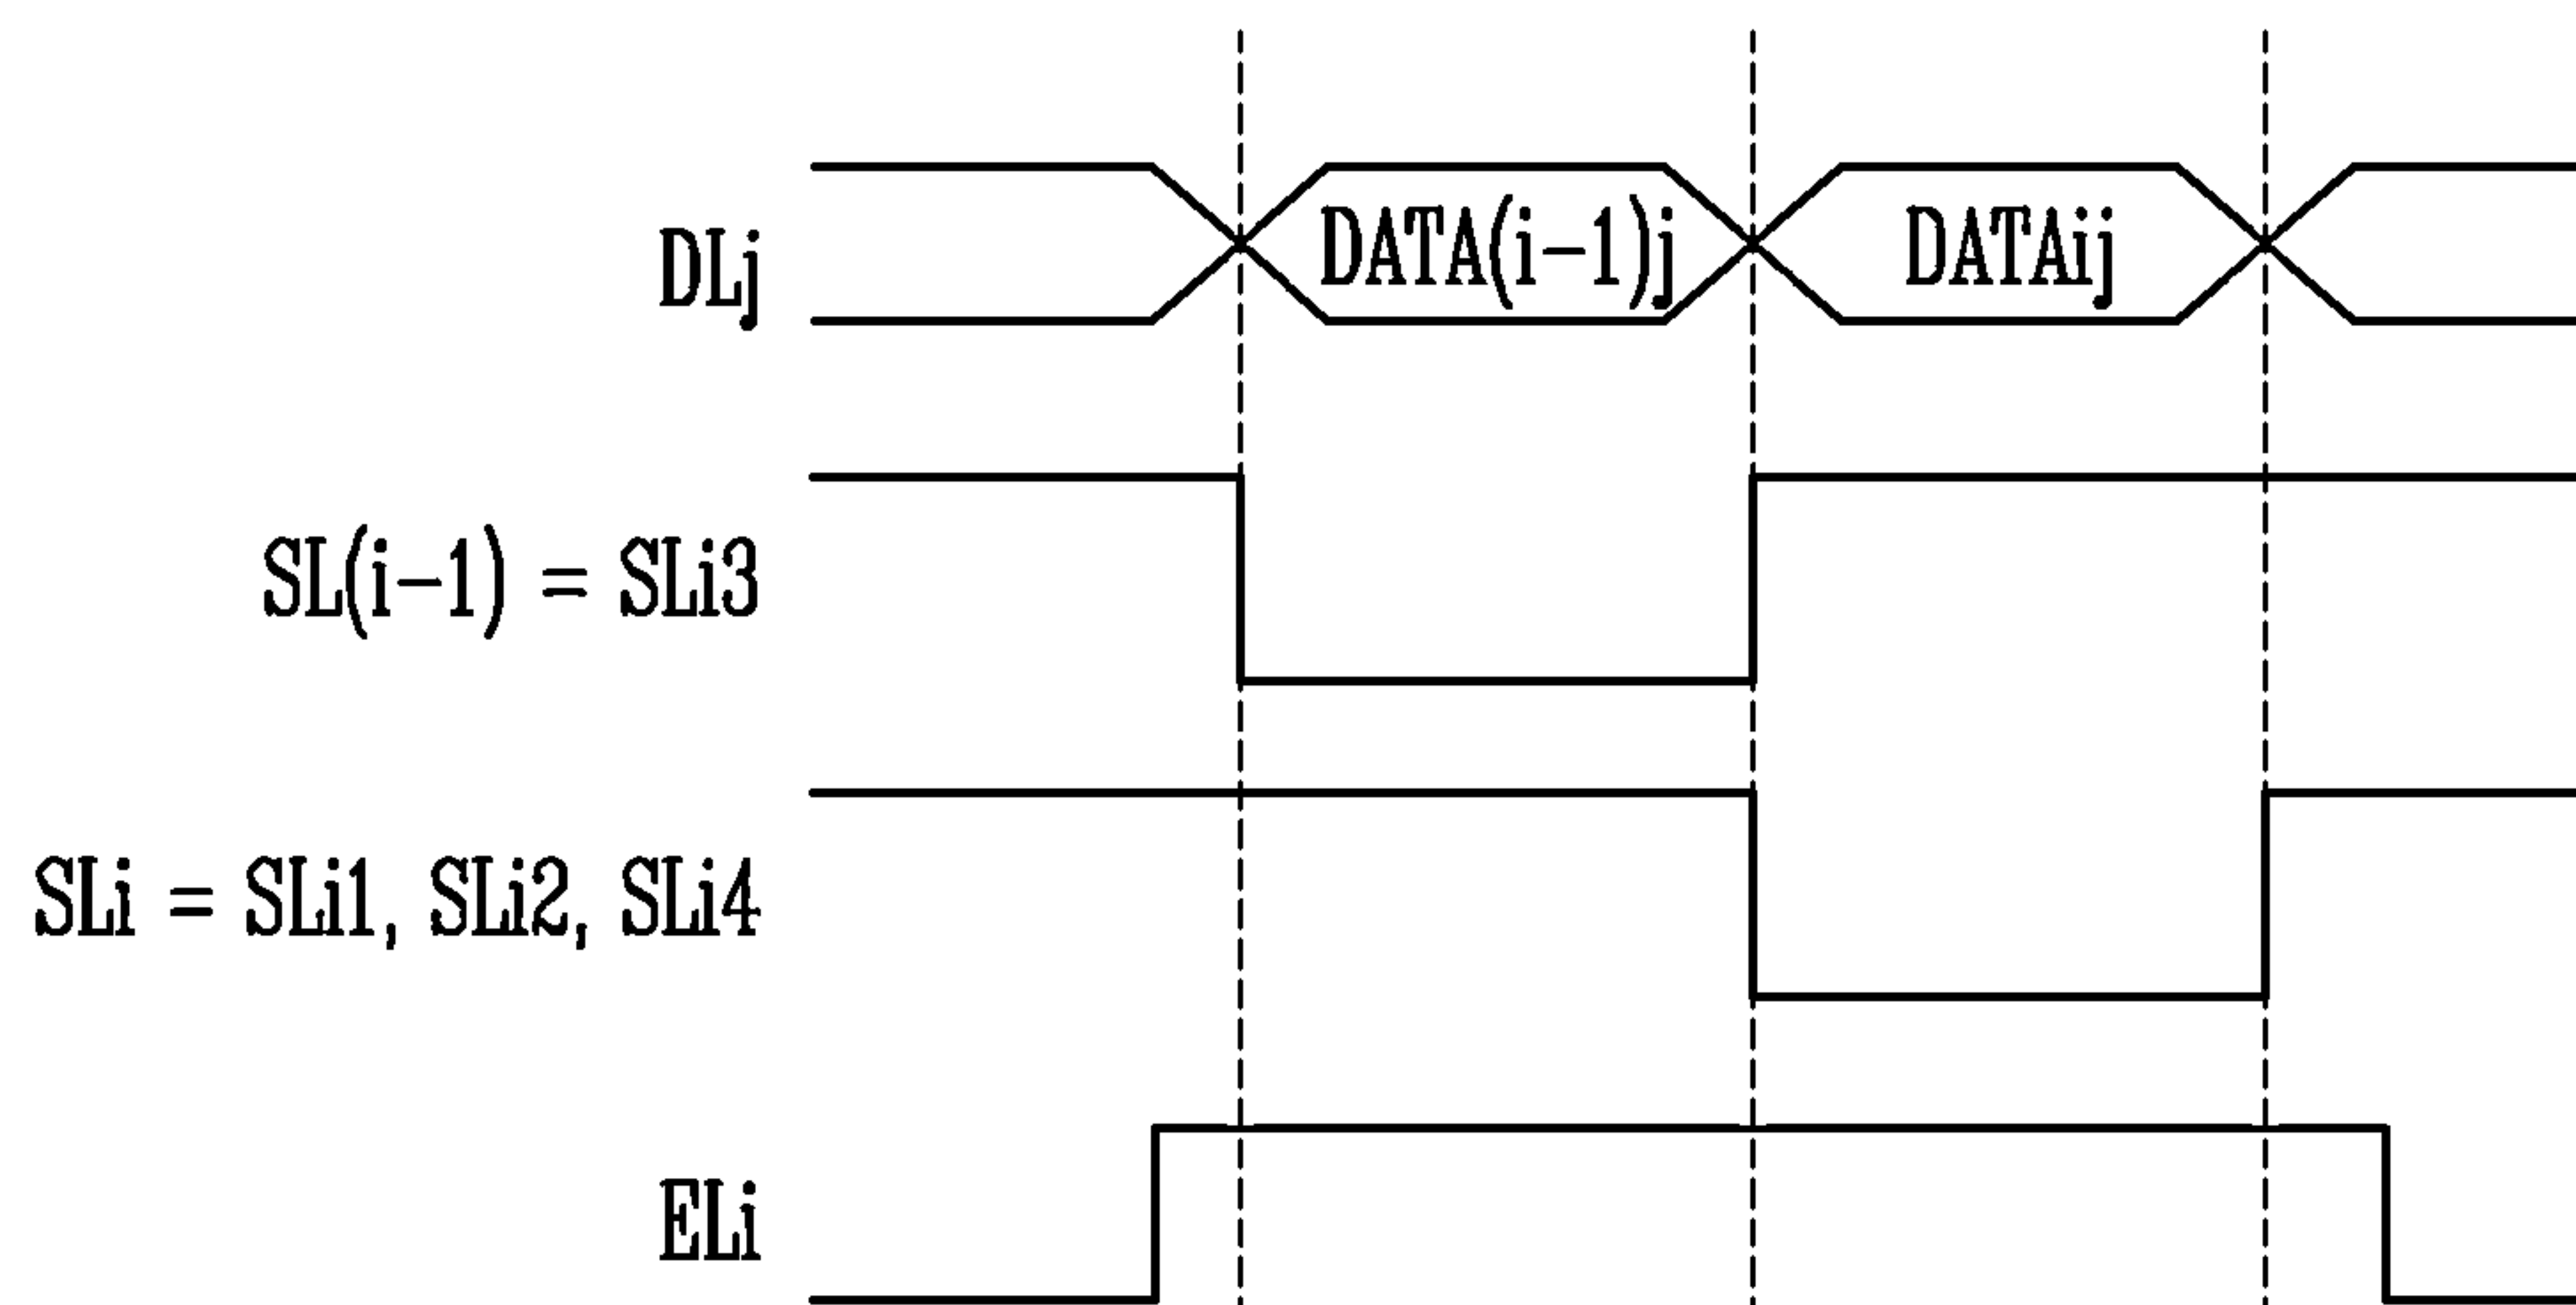 DLj
DATA(i-1)j
DATAij
SL(i-1) = SLi3
SLi = SLi1, SLi2, SLi4
ELi